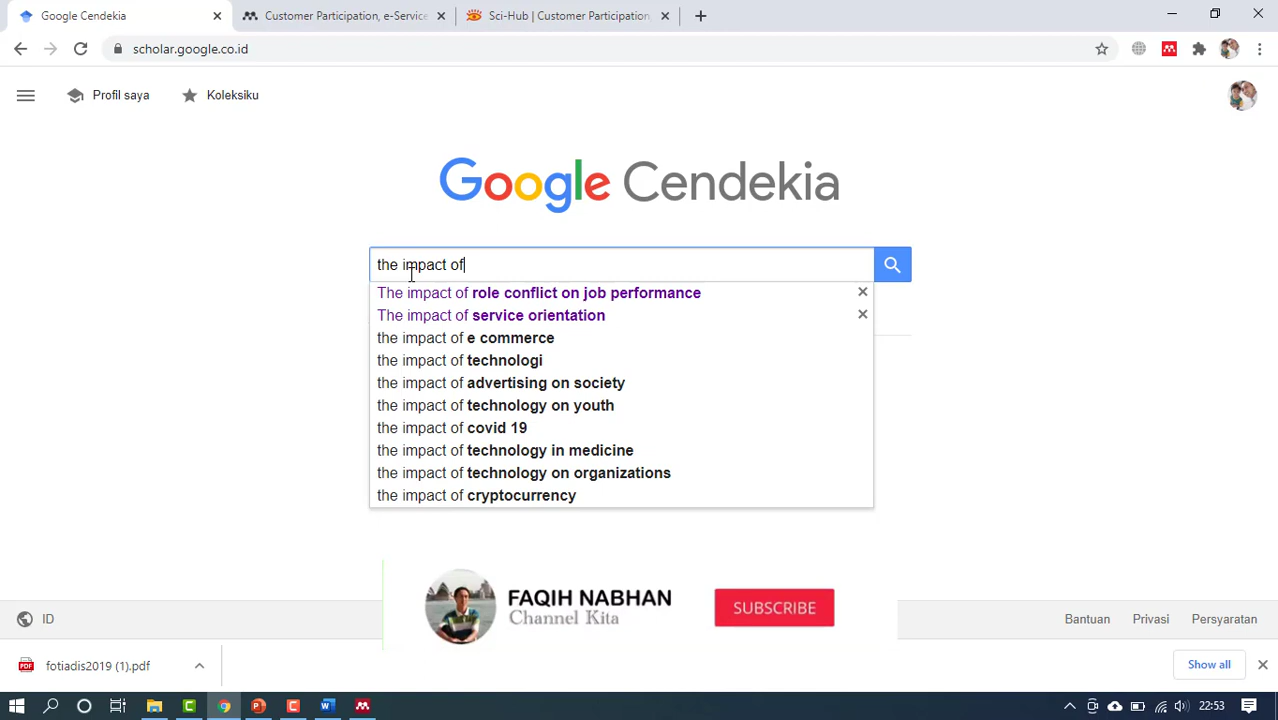 Google Cendekia
Customer Participation, e-Service
Sci-Hub | Customer Participation,
scholar.google.co.id
Profil saya
Koleksiku
Google Cendekia
the impact of
The impact of role conflict on job performance
The impact of service orientation
the impact of e commerce
the impact of technologi
the impact of advertising on society
the impact of technology on youth
the impact of covid 19
the impact of technology in medicine
the impact of technology on organizations
the impact of cryptocurrency
FAQIH NABHAN
Channel Kita
SUBSCRIBE
ID
Bantuan
Privasi
Persyaratan
PDF
fotiadis2019 (1).pdf
Show all
22:53